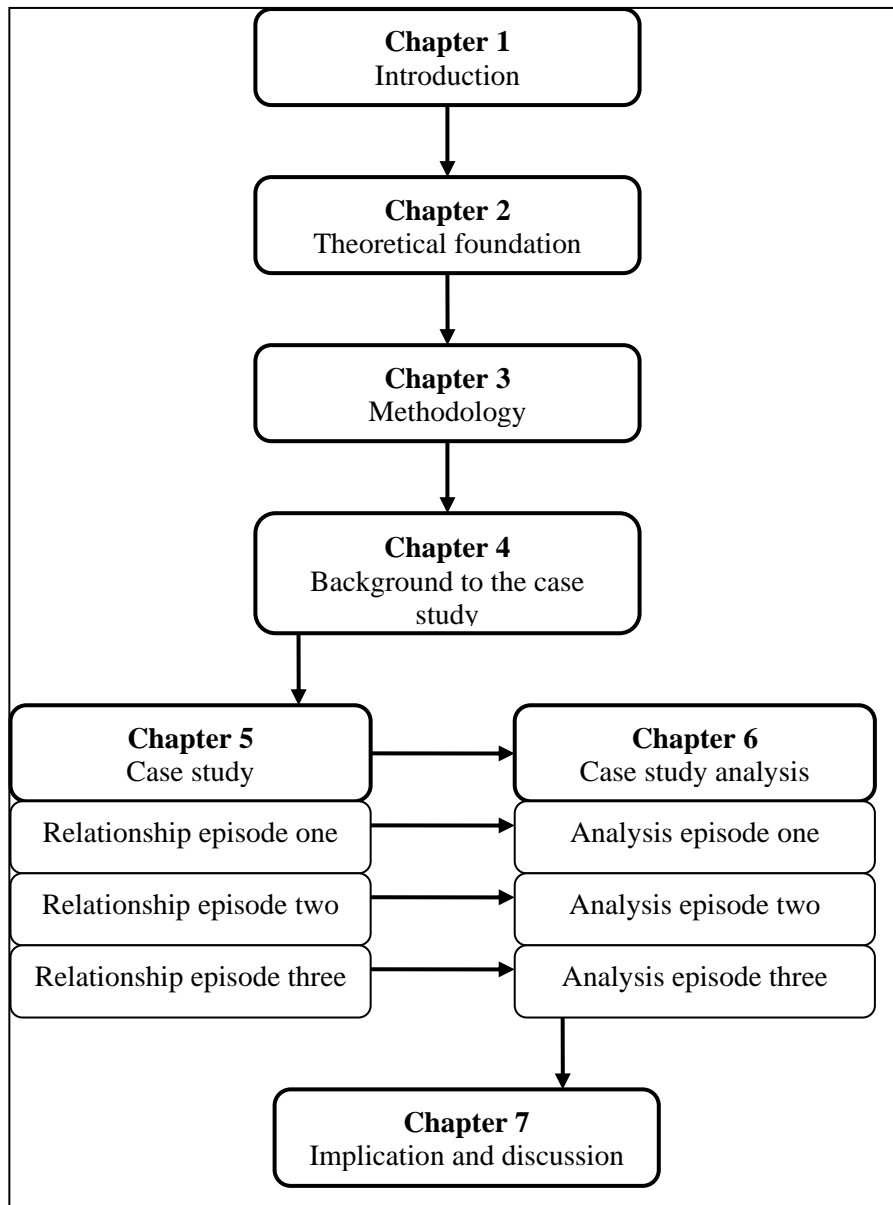 Chapter 1
Introduction
Chapter 2
Theoretical foundation
Chapter 3
Methodology
Chapter 4
Background to the case
study
Chapter 5
Case study
Relationship episode one
Relationship episode two
Relationship episode three
Chapter 6
Case study analysis
Analysis episode one
Analysis episode two
Analysis episode three
Chapter 7
Implication and discussion